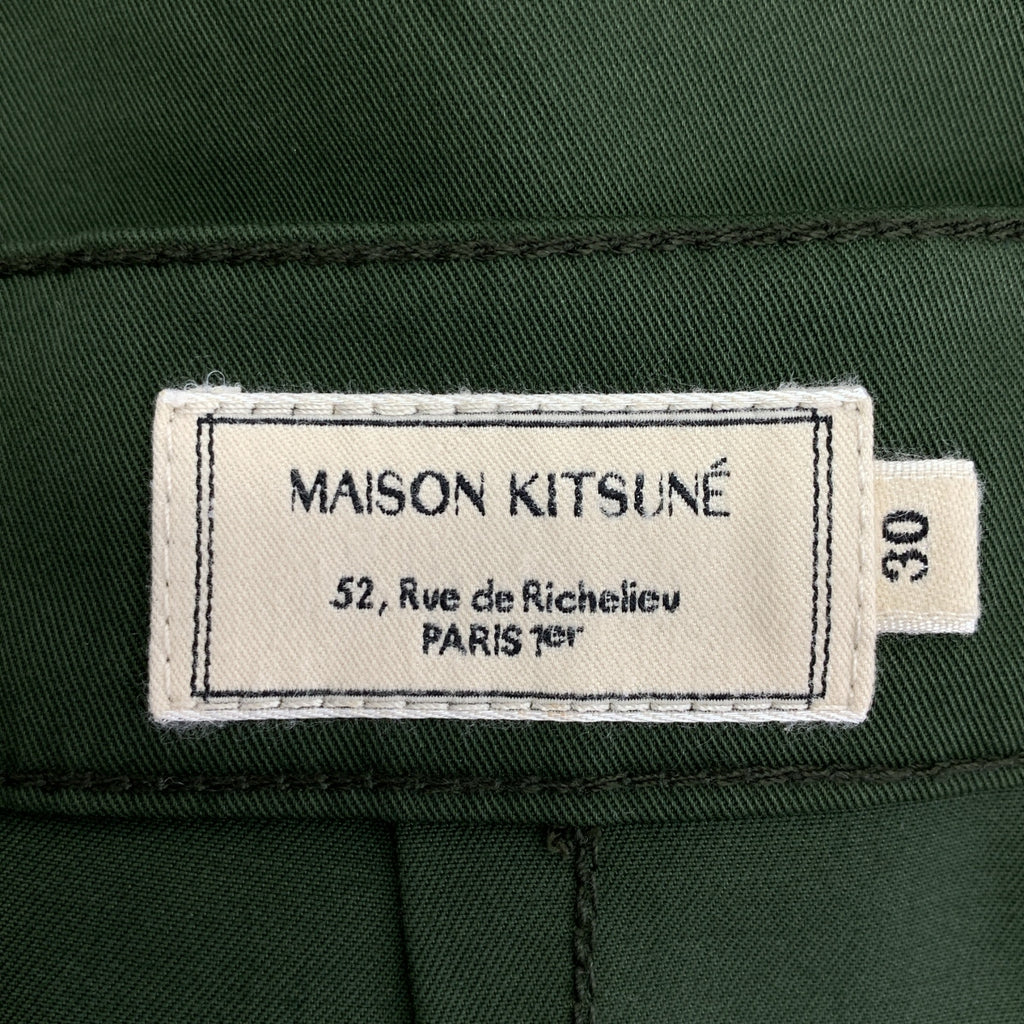 MAISON KITSUNÉ
52, Rue de Richelieu
PARIS 1er
30